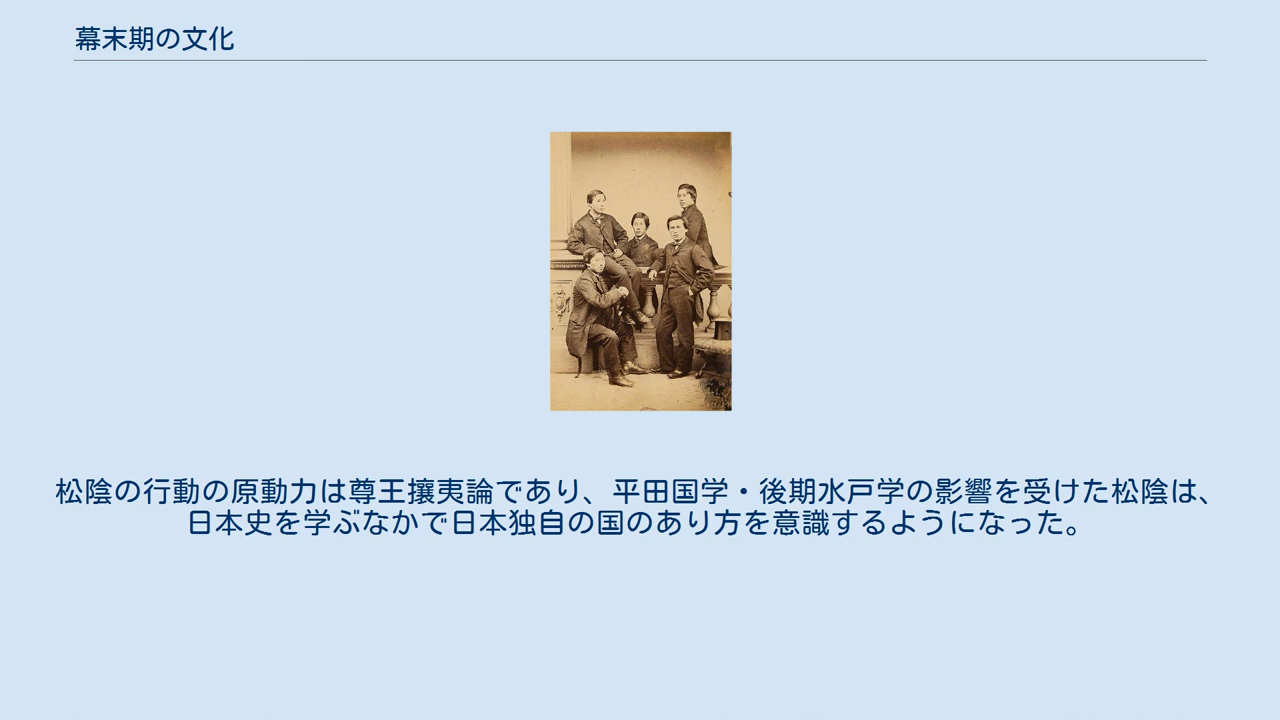 幕末期の文化
松陰の行動の原動力は尊王攘夷論であり、平田国学・後期水戸学の影響を受けた松陰は、
日本史を学ぶなかで日本独自の国のあり方を意識するようになった。